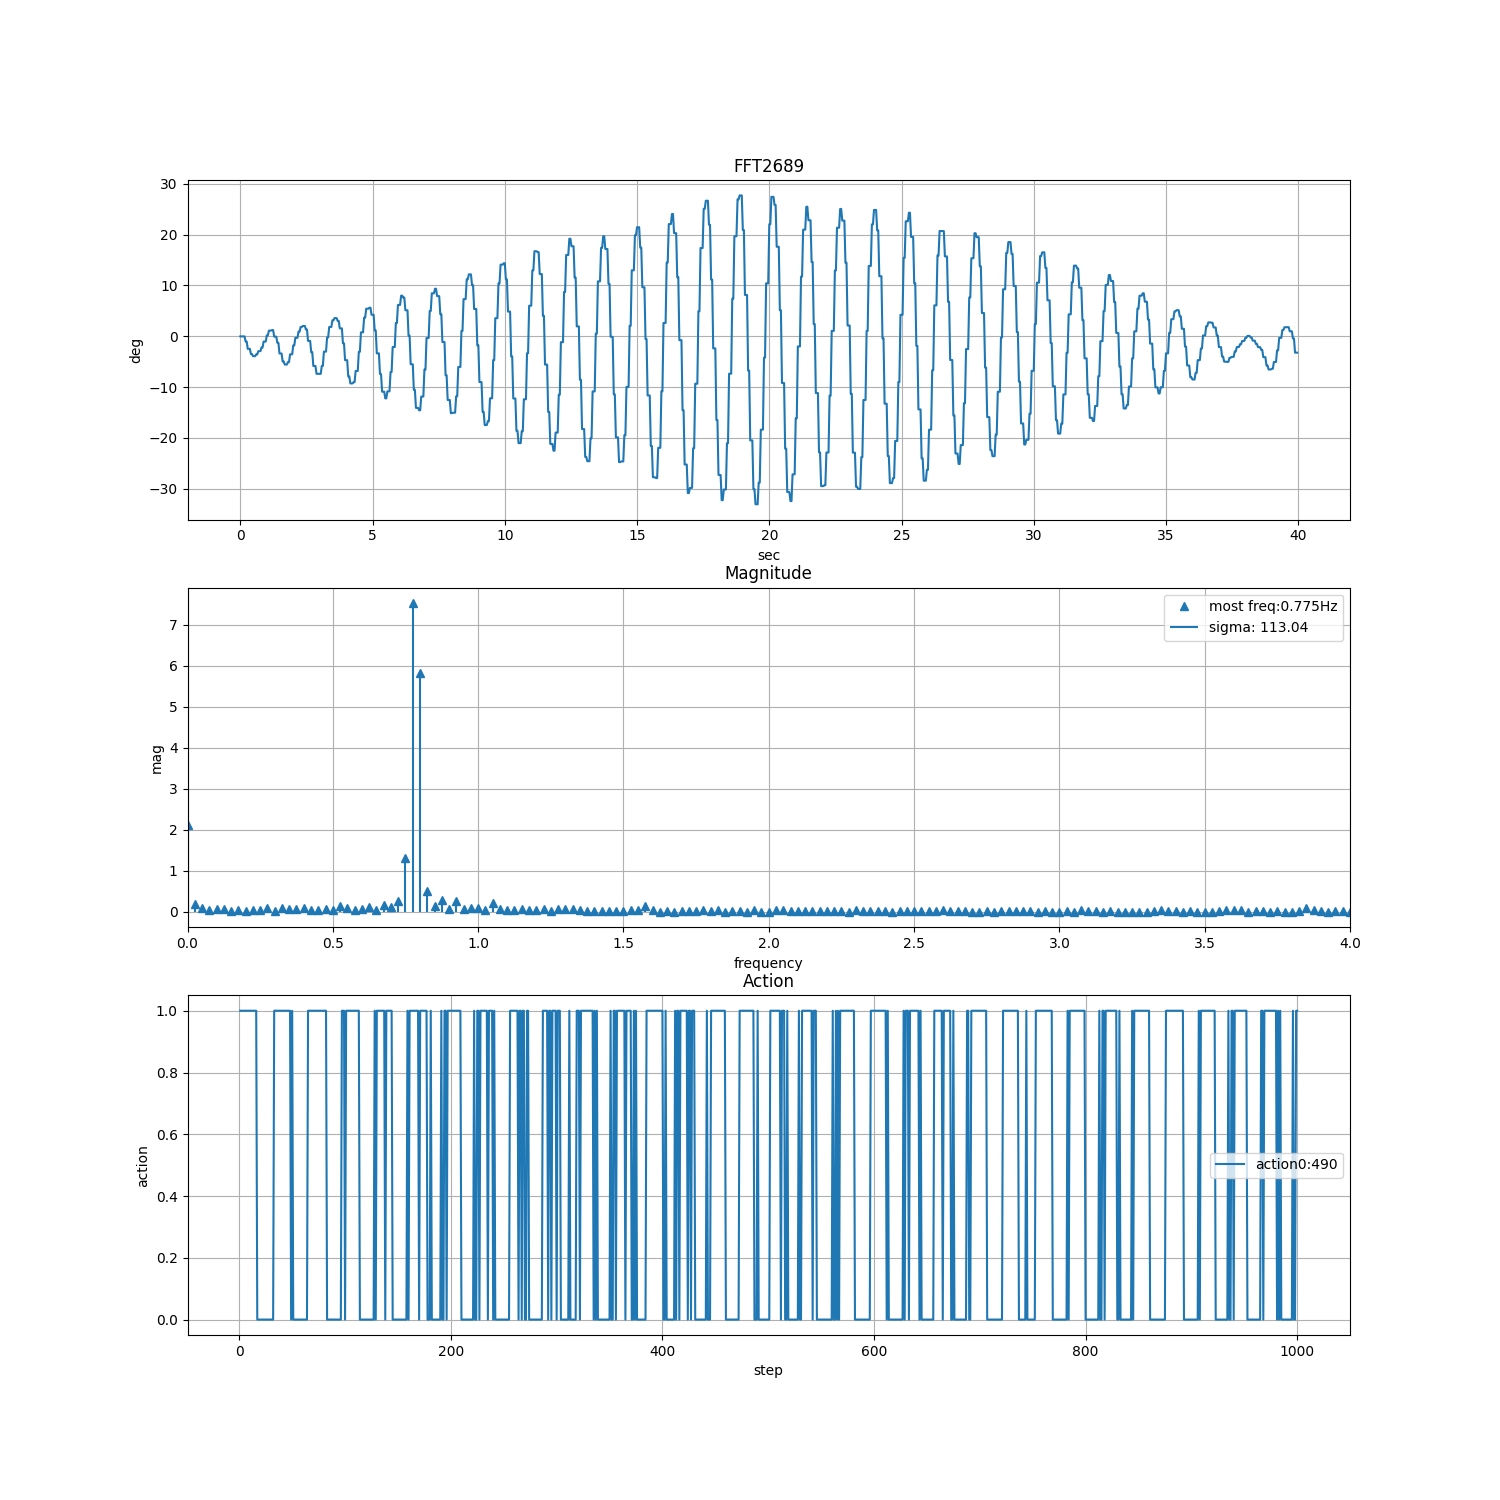 FFT2689
30
20
10
0
−10
−20
−30
deg
0 5 10 15 20 25 30 35 40
sec
Magnitude
most freq:0.775Hz
sigma: 113.04
7
6
5
4
3
2
1
0
mag
0.0 0.5 1.0 1.5 2.0 2.5 3.0 3.5 4.0
frequency
Action
1.0
0.8
0.6
0.4
0.2
0.0
action
action0:490
0 200 400 600 800 1000
step